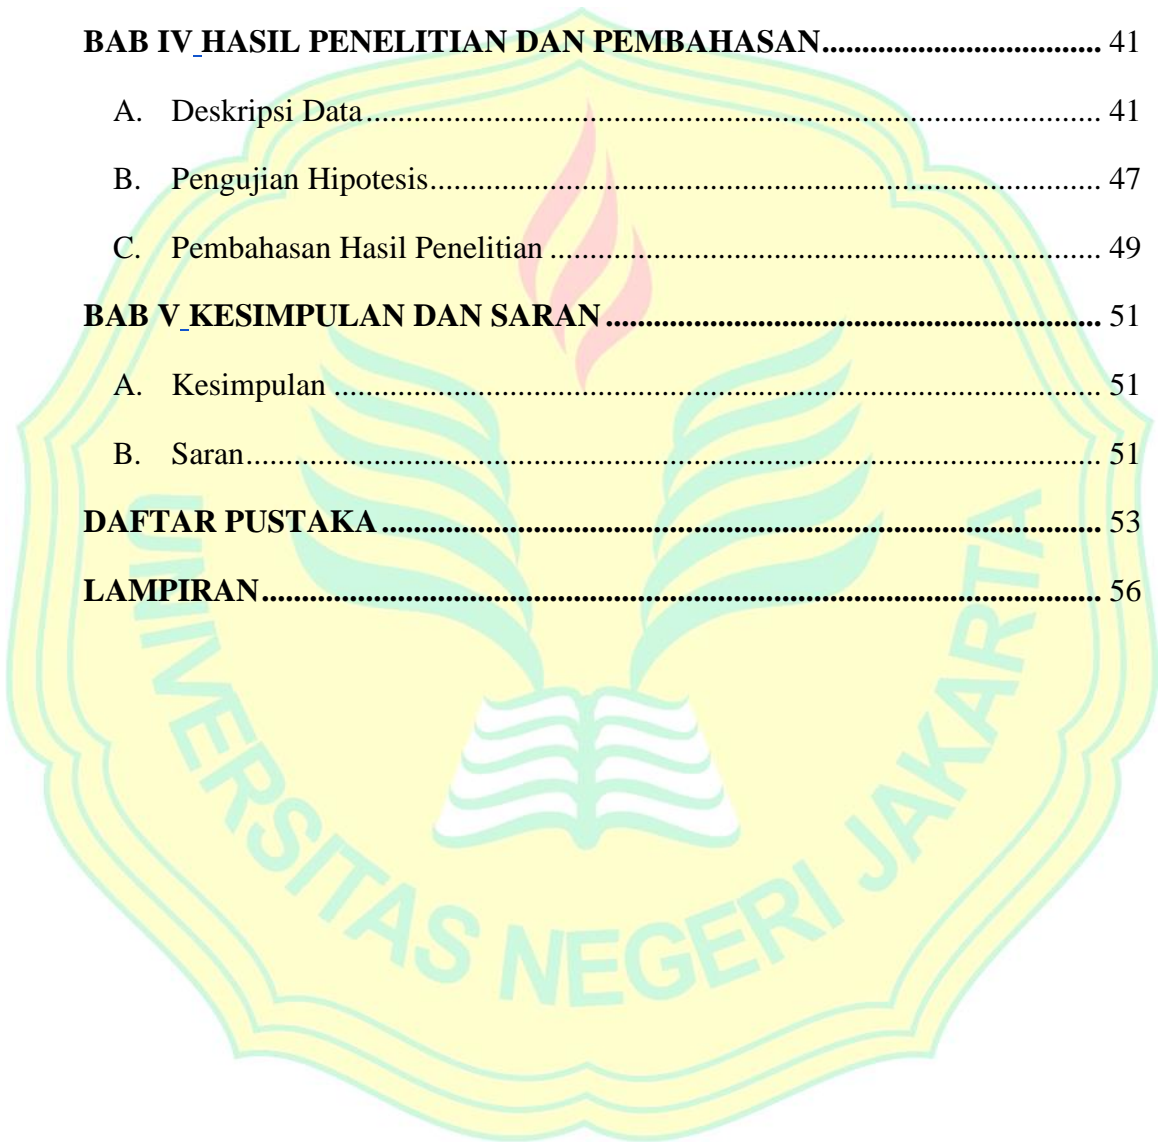 BAB IV HASIL PENELITIAN DAN PEMBAHASAN.................................. 41
A. Deskripsi Data............................................................................................ 41
B. Pengujian Hipotesis.................................................................................... 47
C. Pembahasan Hasil Penelitian ..................................................................... 49
BAB V KESIMPULAN DAN SARAN .............................................................. 51
A. Kesimpulan ................................................................................................ 51
B. Saran........................................................................................................... 51
DAFTAR PUSTAKA .......................................................................................... 53
LAMPIRAN......................................................................................................... 56
UNIVERSITAS NEGERI JAKARTA